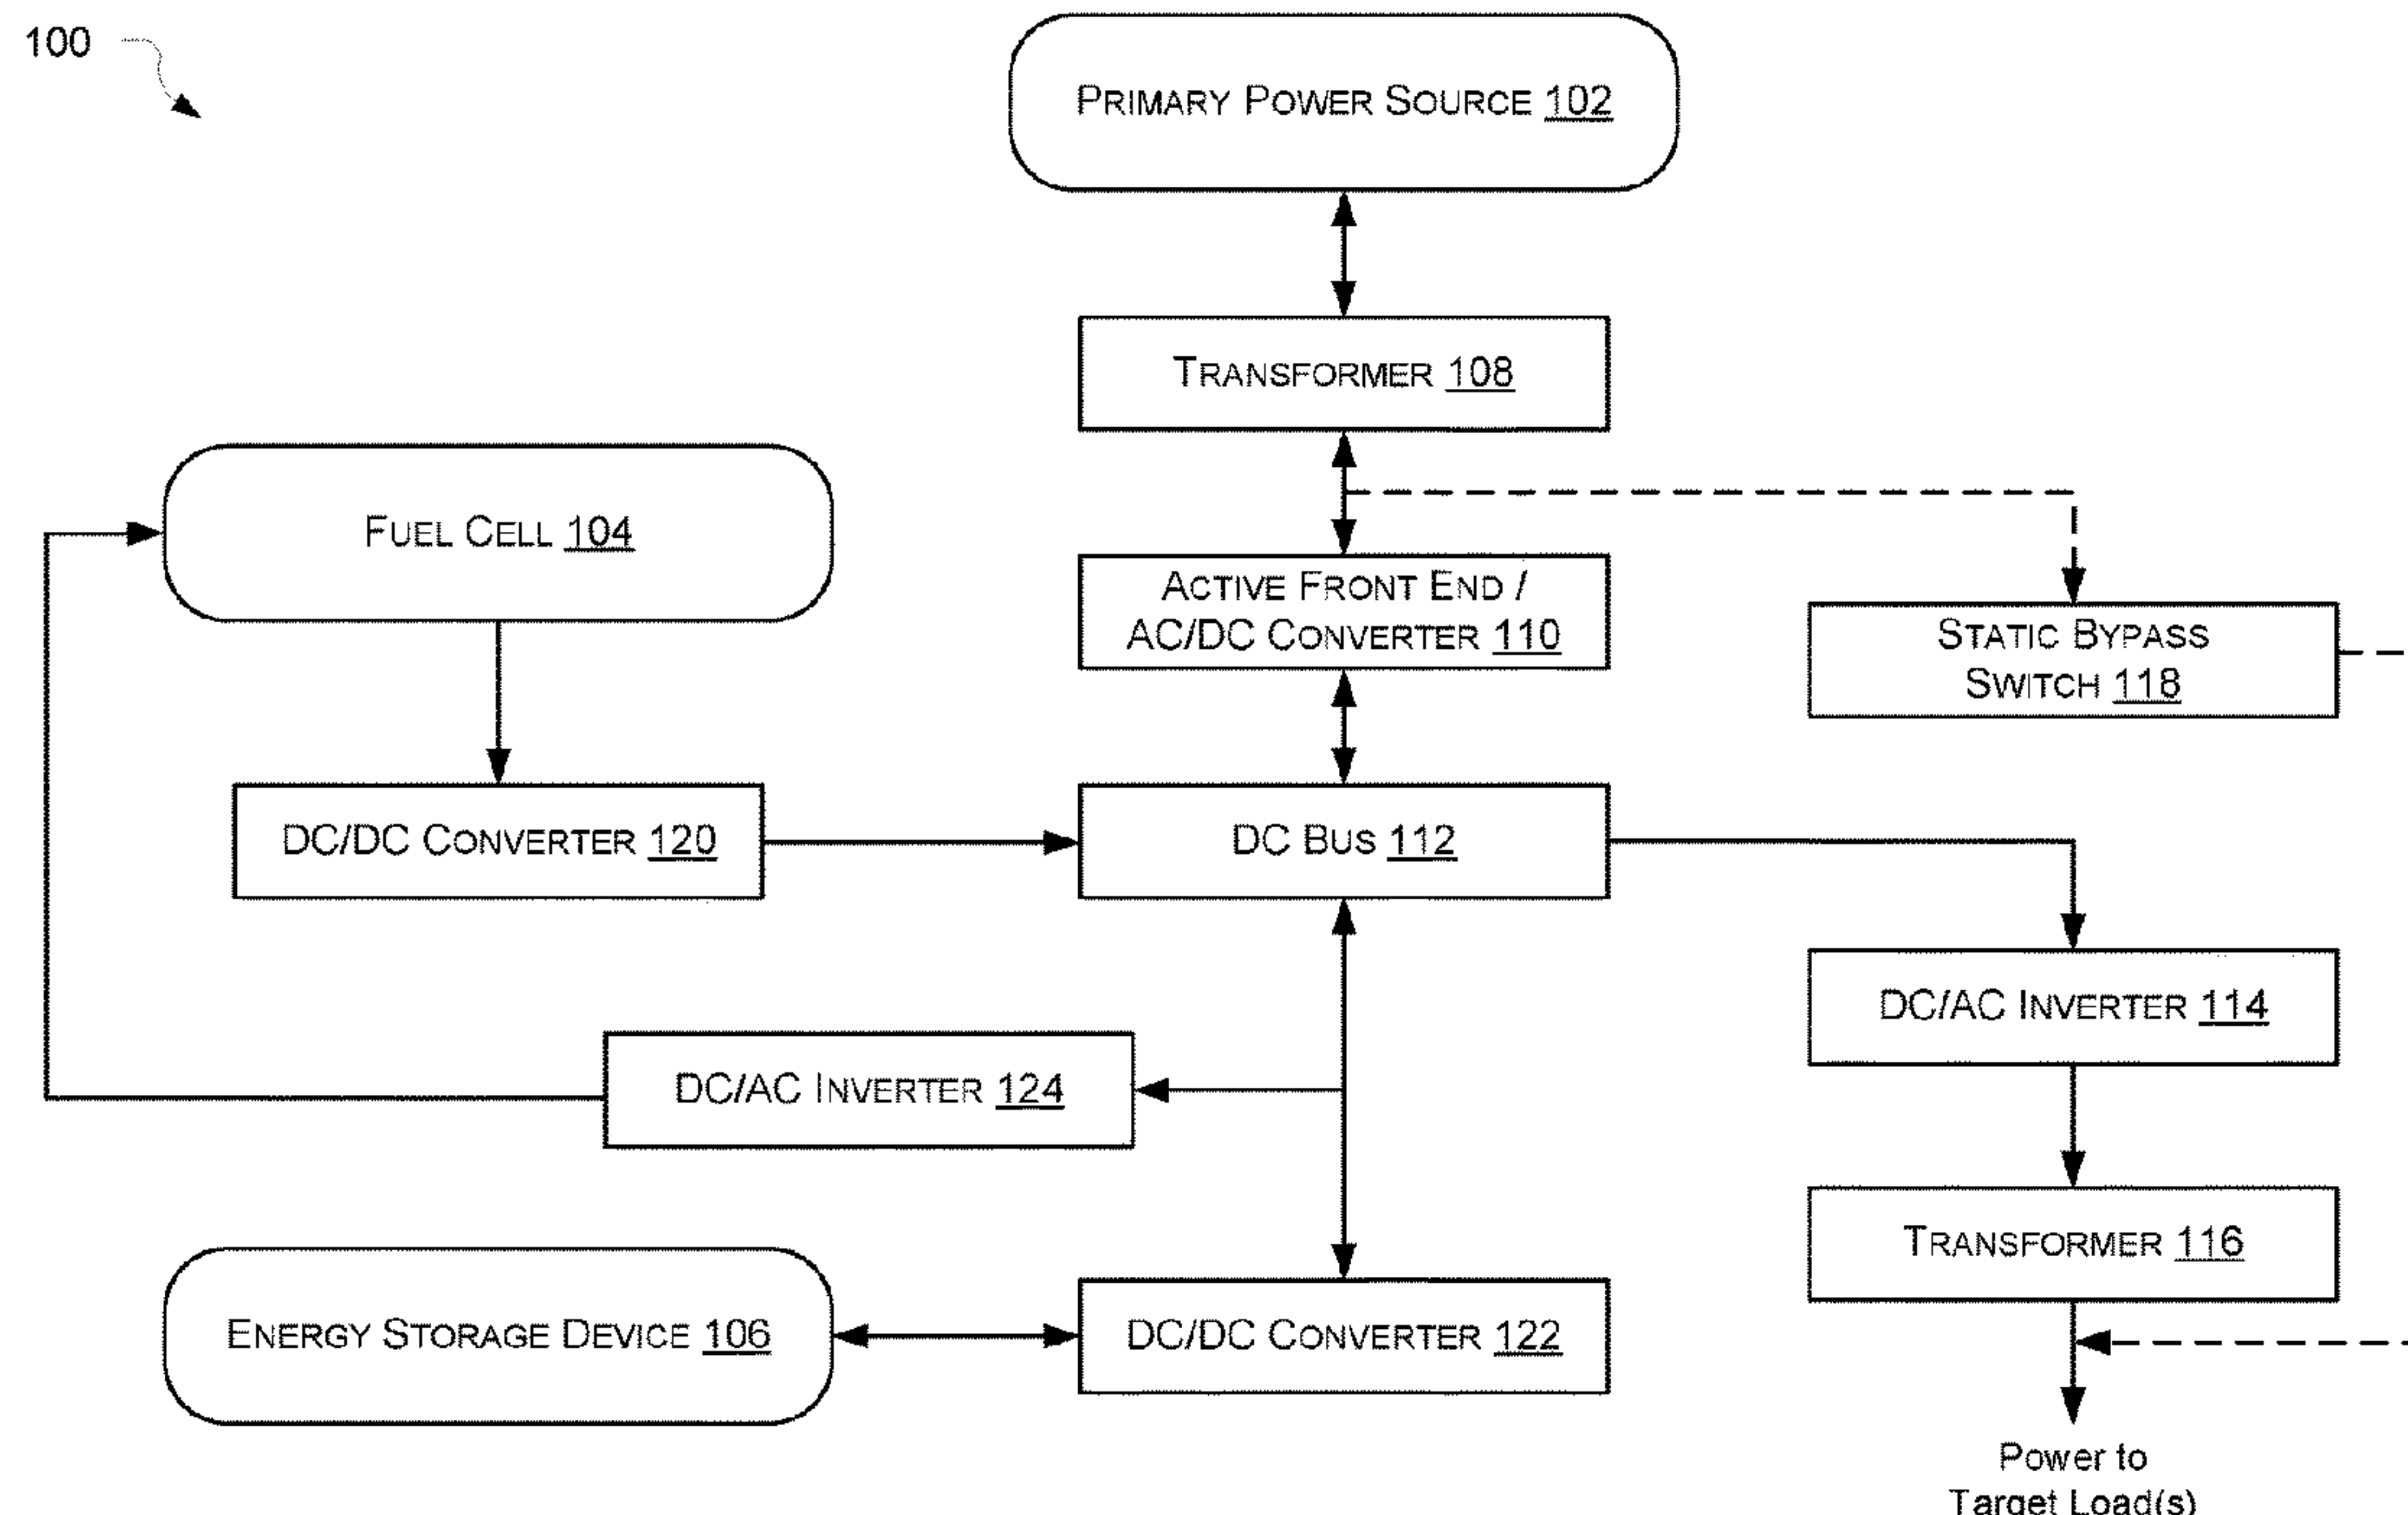 100
PRIMARY POWER SOURCE 102
TRANSFORMER 108
FUEL CELL 104
ACTIVE FRONT END /
AC/DC CONVERTER 110
STATIC BYPASS
SWITCH 118
DC/DC CONVERTER 120
DC BUS 112
DC/AC INVERTER 114
DC/AC INVERTER 124
TRANSFORMER 116
ENERGY STORAGE DEVICE 106
DC/DC CONVERTER 122
Power to
Target Load(s)